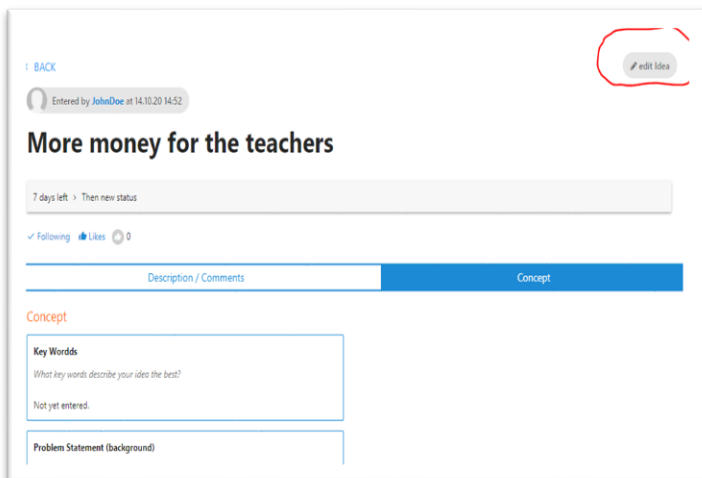 BACK
edit Idea
Entered by JohnDoe at 14.10.20 14:52
More money for the teachers
7 days left > Then new status
Following Likes 0
Description / Comments Concept
Concept
Key Wordds
What key words describe your idea the best?
Not yet entered.
Problem Statement (background)